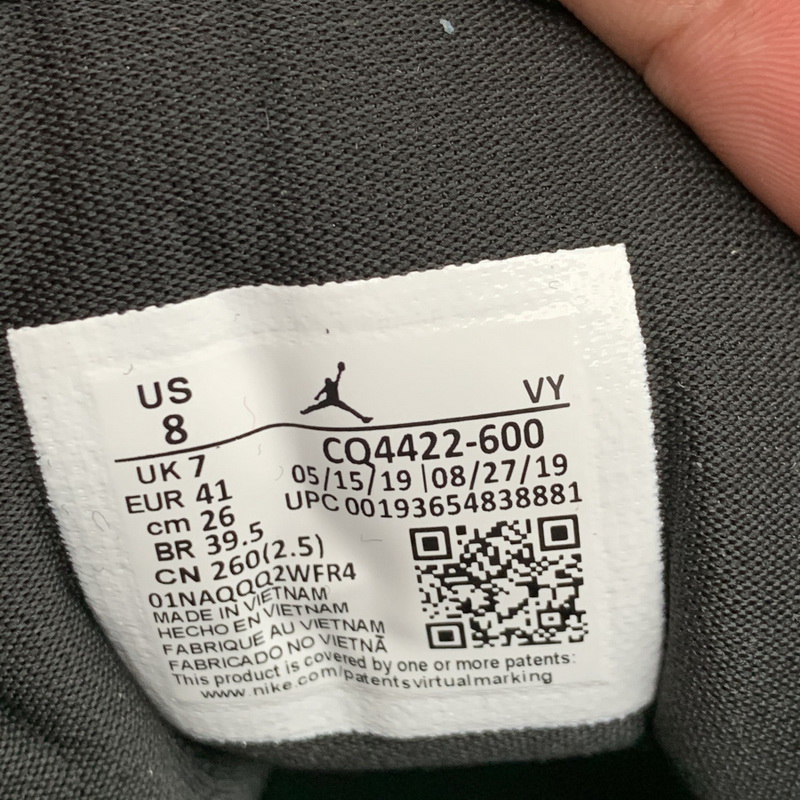 US
8
VY
CQ4422-600
05/15/19 |08/27/19
UPC 00193654838881
UK 7
EUR 41
cm 26
BR 39.5
CN 260(2.5)
01NAQQQ2WFR4
MADE IN VIETNAM
HECHO EN VIETNAM
FABRIQUE AU VIETNAM
FABRICADO NO VIETNÃ
This product is covered by one or more patents:
www.nike.com/patentsvirtualmarking